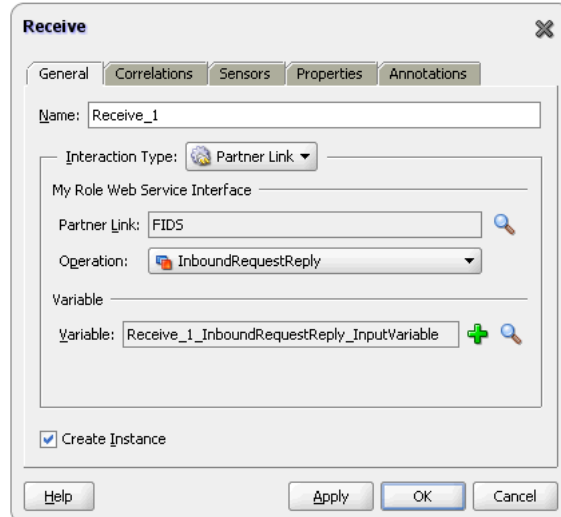 Receive
General Correlations Sensors Properties Annotations
Name: Receive_1
Interaction Type: Partner Link
My Role Web Service Interface
Partner Link: FIDS
Operation: InboundRequestReply
Variable
Variable: Receive_1_InboundRequestReply_InputVariable
Create Instance
Help Apply OK Cancel